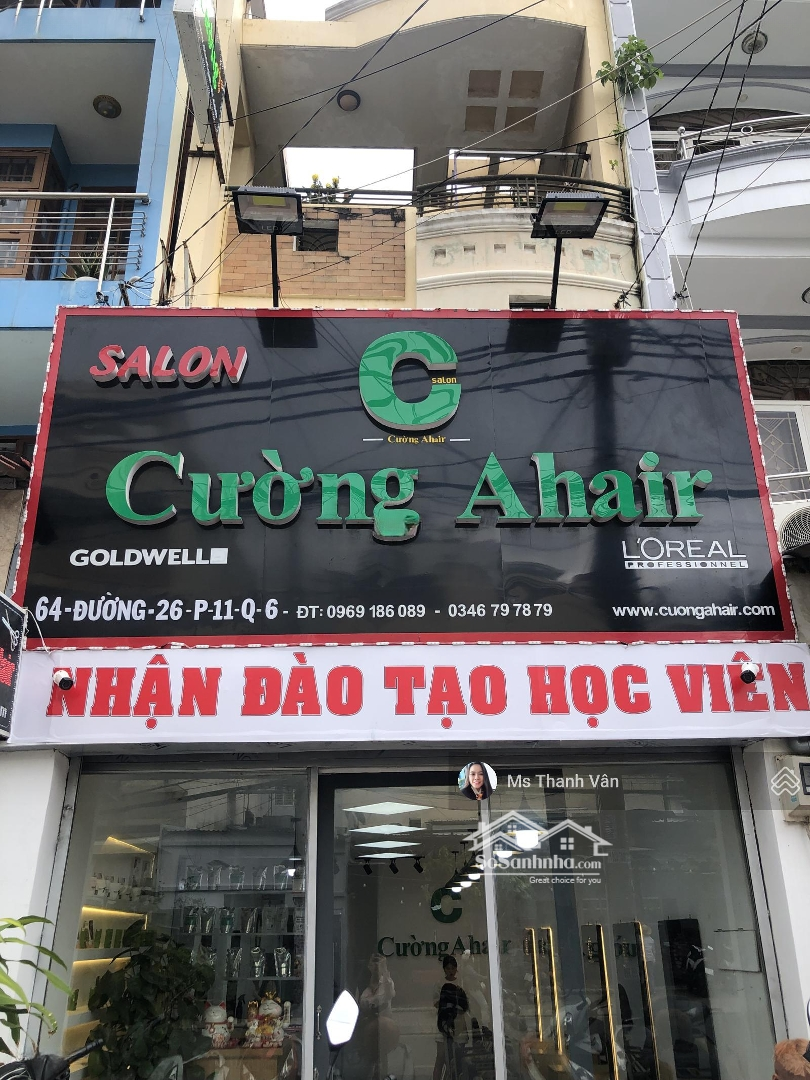 SALON
C
salon
Cường Ahair
Cường Ahair
GOLDWELL
L'ORÉAL
PROFESSIONNEL
64-ĐƯỜNG-26-P-11-Q-6 - ĐT: 0969 186 089 - 0346 79 78 79
www.cuongahair.com
NHẬN ĐÀO TẠO HỌC VIÊN
Ms Thanh Vân
SoSanhnha.com
Great choice for you
C
Cường Ahair